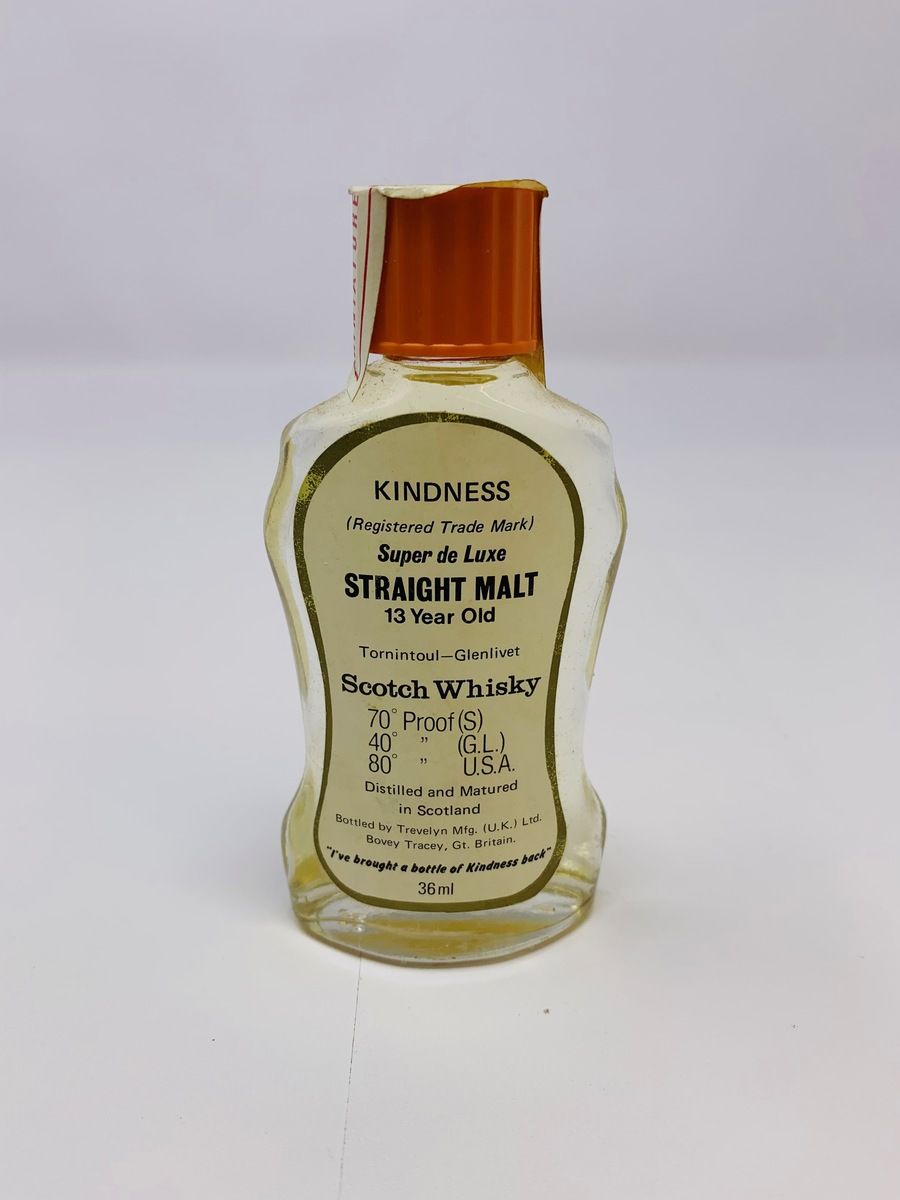 MINIATURE
KINDNESS
(Registered Trade Mark)
Super de Luxe
STRAIGHT MALT
13 Year Old
Tornintoul—Glenlivet
Scotch Whisky
70° Proof (S)
40° " (G.L.)
80° " U.S.A.
Distilled and Matured
in Scotland
Bottled by Trevelyn Mfg. (U.K.) Ltd.
Bovey Tracey, Gt. Britain.
"I've brought a bottle of Kindness back"
36ml